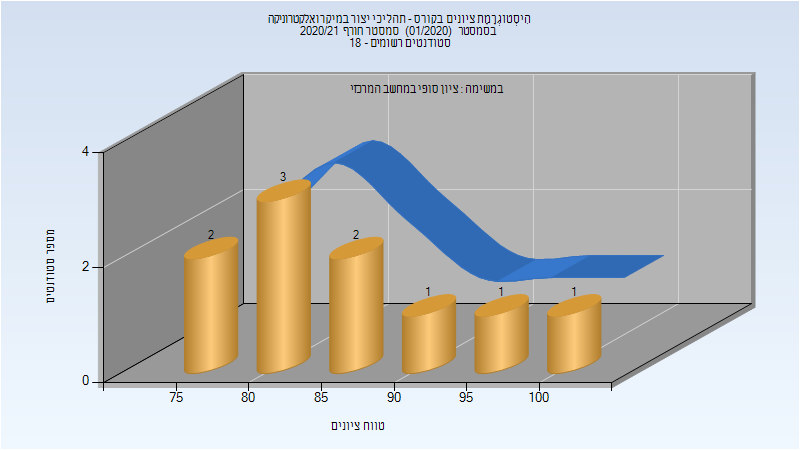 היסטוגרמת ציונים בקורס - תהליכי יצור במיקרואלקטרוניקה
בסמסטר (01/2020) סמסטר חורף 2020/21
סטודנטים רשומים - 18
במשימה : ציון סופי במחשב המרכזי
מספר סטודנטים
4
2
0
2
3
2
1
1
1
75 80 85 90 95 100
טווח ציונים